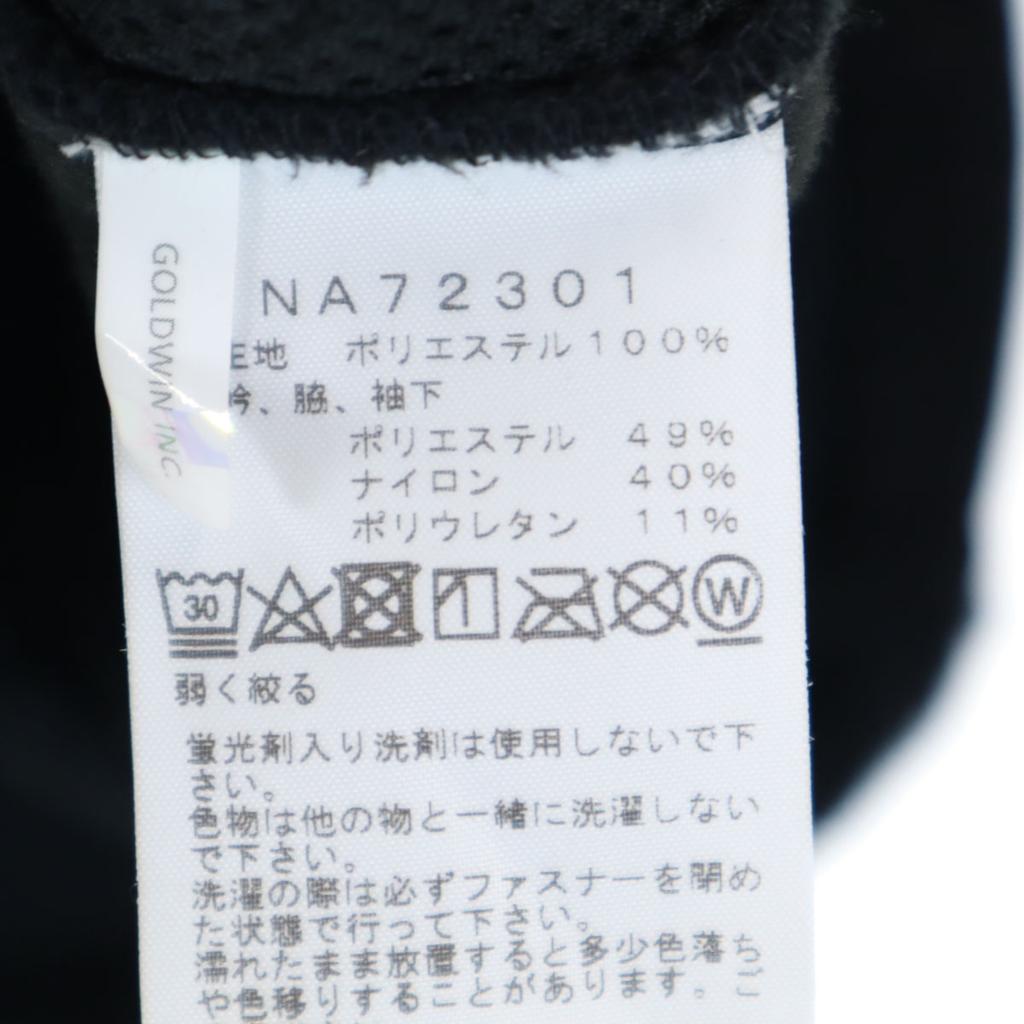 GOLDWIN INC
NA72301
生地 ポリエステル100%
衿、脇、袖下
ポリエステル 49%
ナイロン 40%
ポリウレタン 11%
30
W
弱く絞る
蛍光剤入り洗剤は使用しないで下
さい。
色物は他の物と一緒に洗濯しない
で下さい。
洗濯の際は必ずファスナーを閉め
た状態で行って下さい。
濡れたまま放置すると多少色落ち
や色移りすることがあります。ご